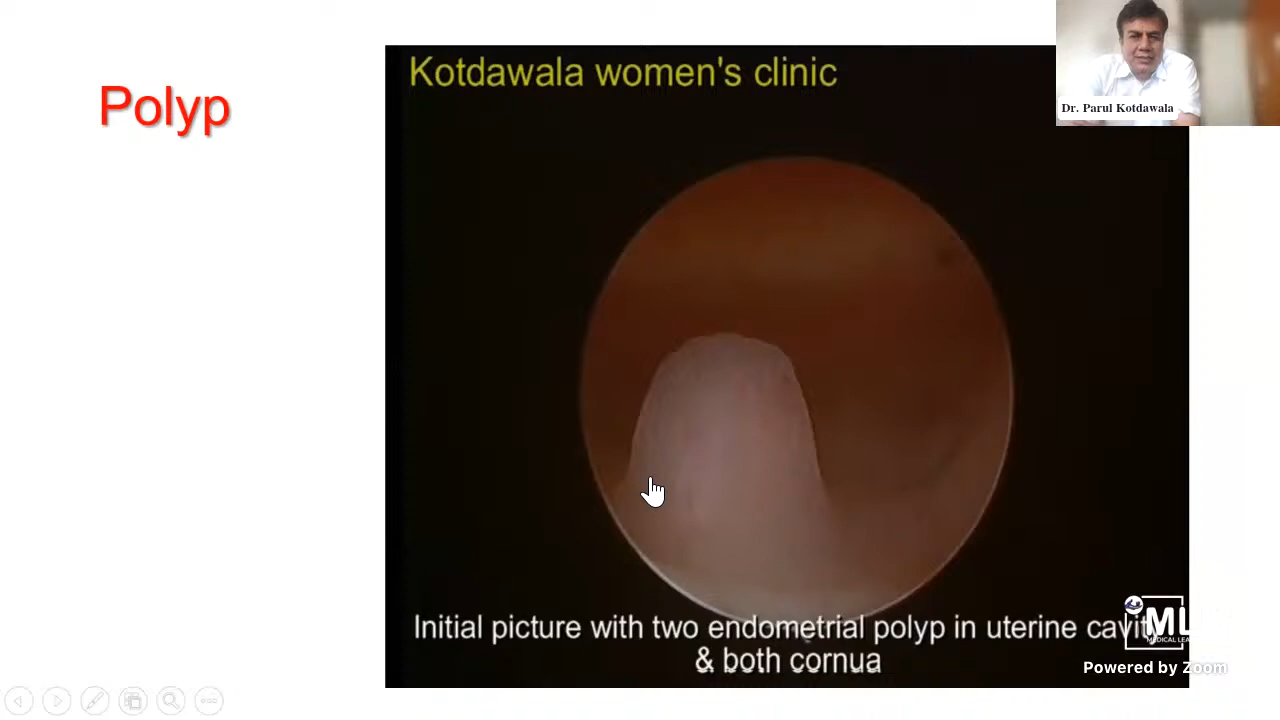 Polyp
Kotdawala women's clinic
Dr. Parul Kotdawala
Initial picture with two endometrial polyp in uterine cavity
& both cornua
Powered by Zoom